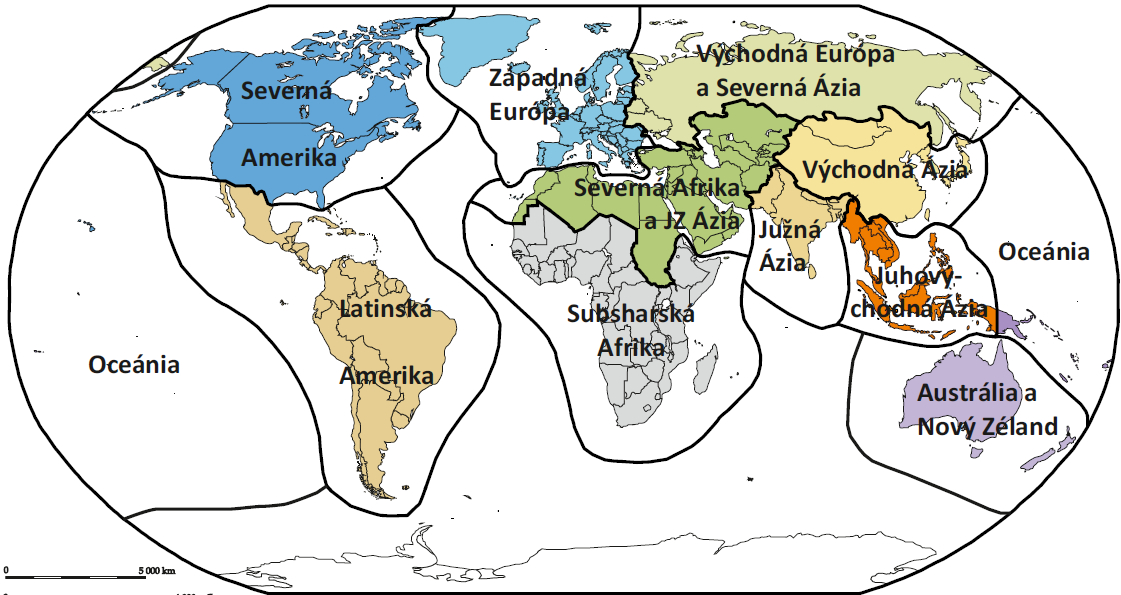 Severná
Amerika
Západná
Európa
Východná Európa
a Severná Ázia
Východná Ázia
Severná Afrika
a JZ Ázia
Južná
Ázia
Juhový-
chodná Ázia
Oceánia
Latinská
Amerika
Subsharská
Afrika
Oceánia
Austrália a
Nový Zéland
0 5 000 km